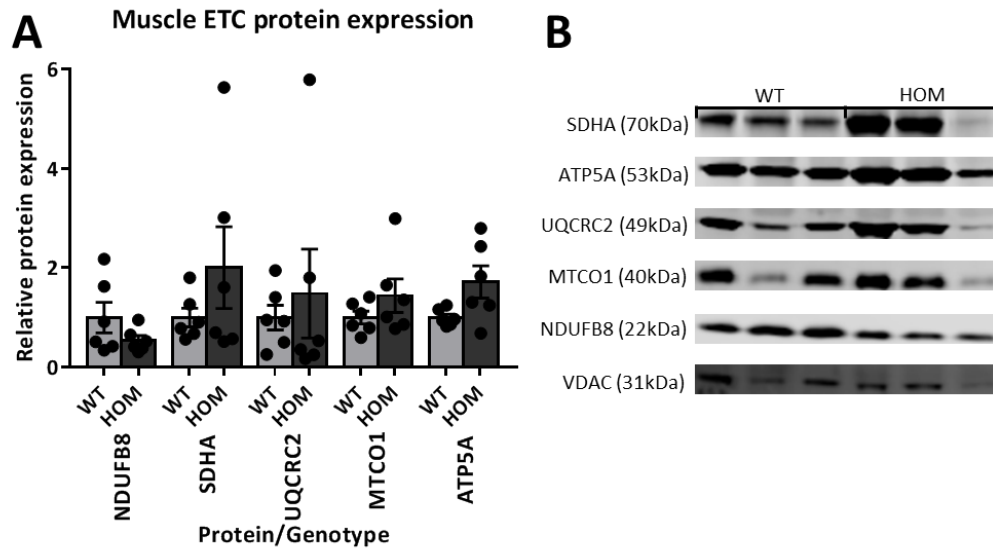 A
Muscle ETC protein expression
Relative protein expression
6
4
2
0
WT HOM WT HOM WT HOM WT HOM WT HOM
NDUFB8 SDHA UQCRC2 MTCO1 ATP5A
Protein/Genotype
B
WT HOM
SDHA (70kDa)
ATP5A (53kDa)
UQCRC2 (49kDa)
MTCO1 (40kDa)
NDUFB8 (22kDa)
VDAC (31kDa)